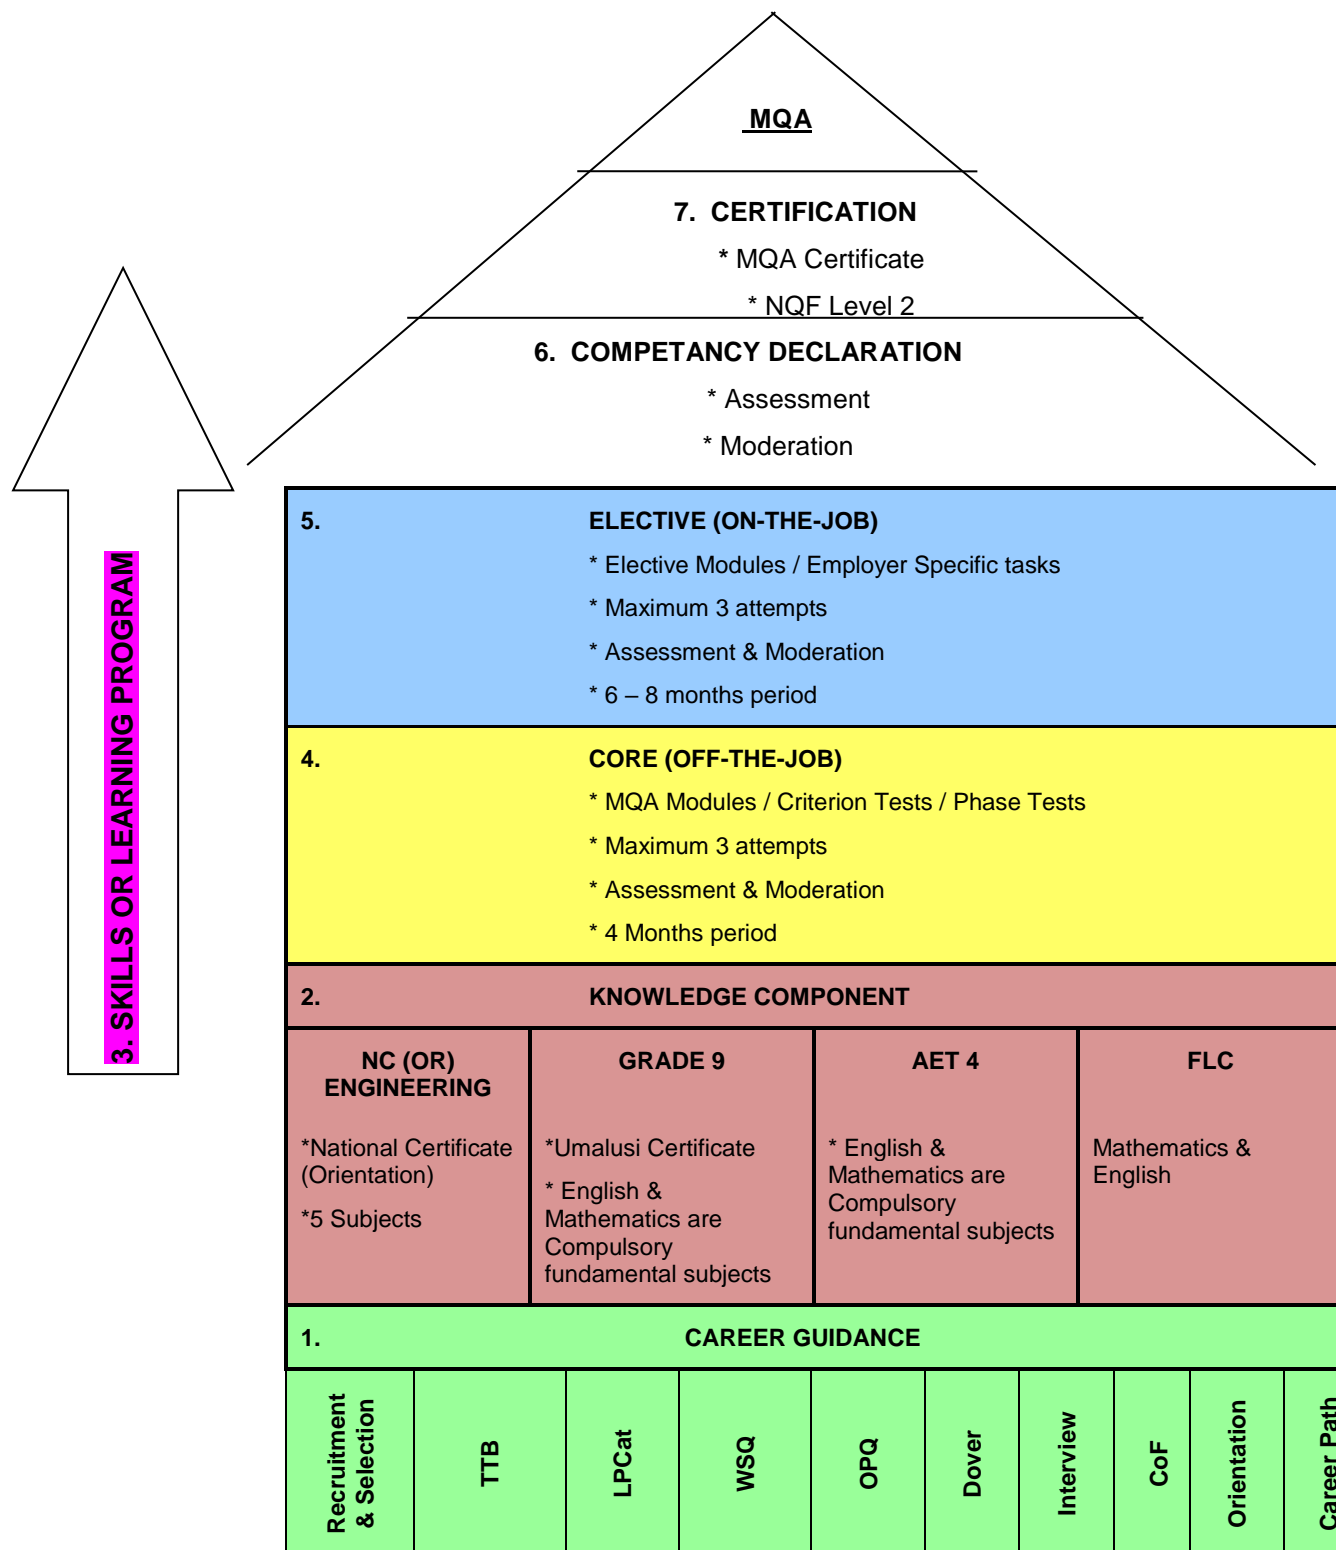 MQA
7. CERTIFICATION
* MQA Certificate
* NQF Level 2
6. COMPETANCY DECLARATION
* Assessment
* Moderation
3. SKILLS OR LEARNING PROGRAM
5. ELECTIVE (ON-THE-JOB)
* Elective Modules / Employer Specific tasks
* Maximum 3 attempts
* Assessment & Moderation
* 6 – 8 months period
4. CORE (OFF-THE-JOB)
* MQA Modules / Criterion Tests / Phase Tests
* Maximum 3 attempts
* Assessment & Moderation
* 4 Months period
2. KNOWLEDGE COMPONENT
NC (OR)
ENGINEERING
*National Certificate
(Orientation)
*5 Subjects
GRADE 9
*Umalusi Certificate
* English &
Mathematics are
Compulsory
fundamental subjects
AET 4
* English &
Mathematics are
Compulsory
fundamental subjects
FLC
Mathematics &
English
1. CAREER GUIDANCE
Recruitment
& Selection
TTB
LPCat
WSQ
OPQ
Dover
Interview
CoF
Orientation
Career Path